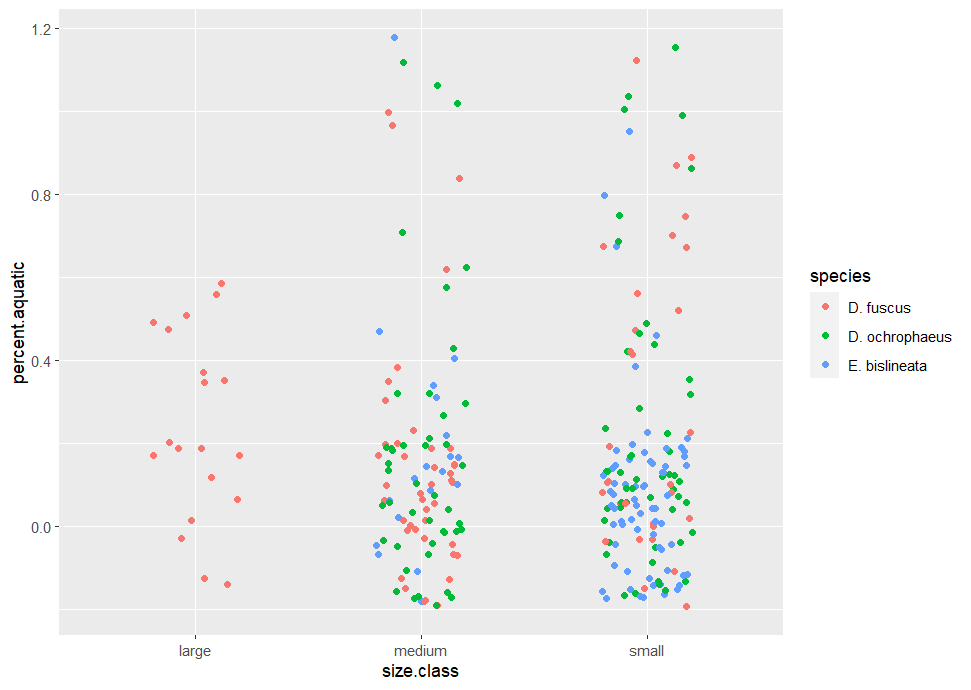 1.2
0.8
0.4
0.0
percent.aquatic
large medium small
size.class
species
D. fuscus
D. ochrophaeus
E. bislineata